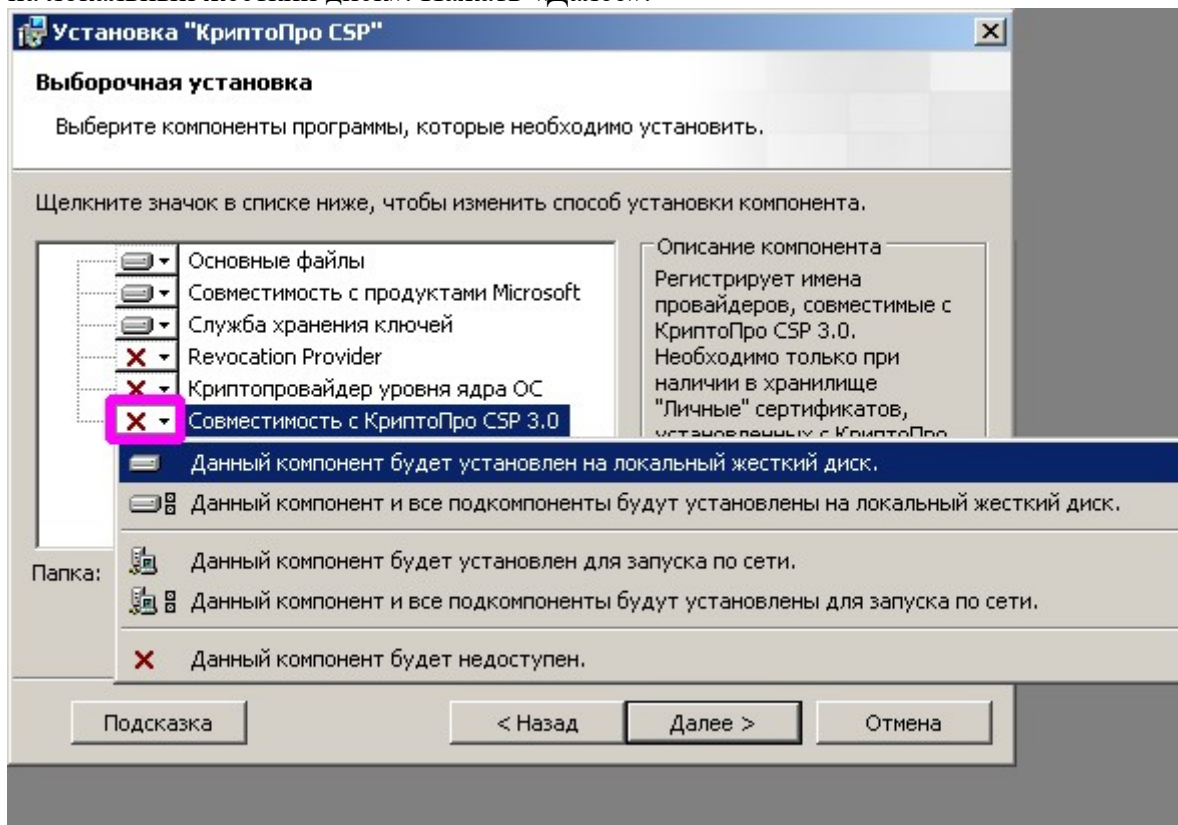 Установка "КриптоПро CSP"
Выборочная установка
Выберите компоненты программы, которые необходимо установить.
Щелкните значок в списке ниже, чтобы изменить способ установки компонента.
Основные файлы
Совместимость с продуктами Microsoft
Служба хранения ключей
Revocation Provider
Криптопровайдер уровня ядра ОС
Совместимость с КриптоПро CSP 3.0
Описание компонента
Регистрирует имена
провайдеров, совместимые с
КриптоПро CSP 3.0.
Необходимо только при
наличии в хранилище
"Личные" сертификатов,
установленных с КриптоПро
Данный компонент будет установлен на локальный жесткий диск.
Данный компонент и все подкомпоненты будут установлены на локальный жесткий диск.
Данный компонент будет установлен для запуска по сети.
Данный компонент и все подкомпоненты будут установлены для запуска по сети.
Данный компонент будет недоступен.
Папка:
Подсказка
< Назад
Далее >
Отмена